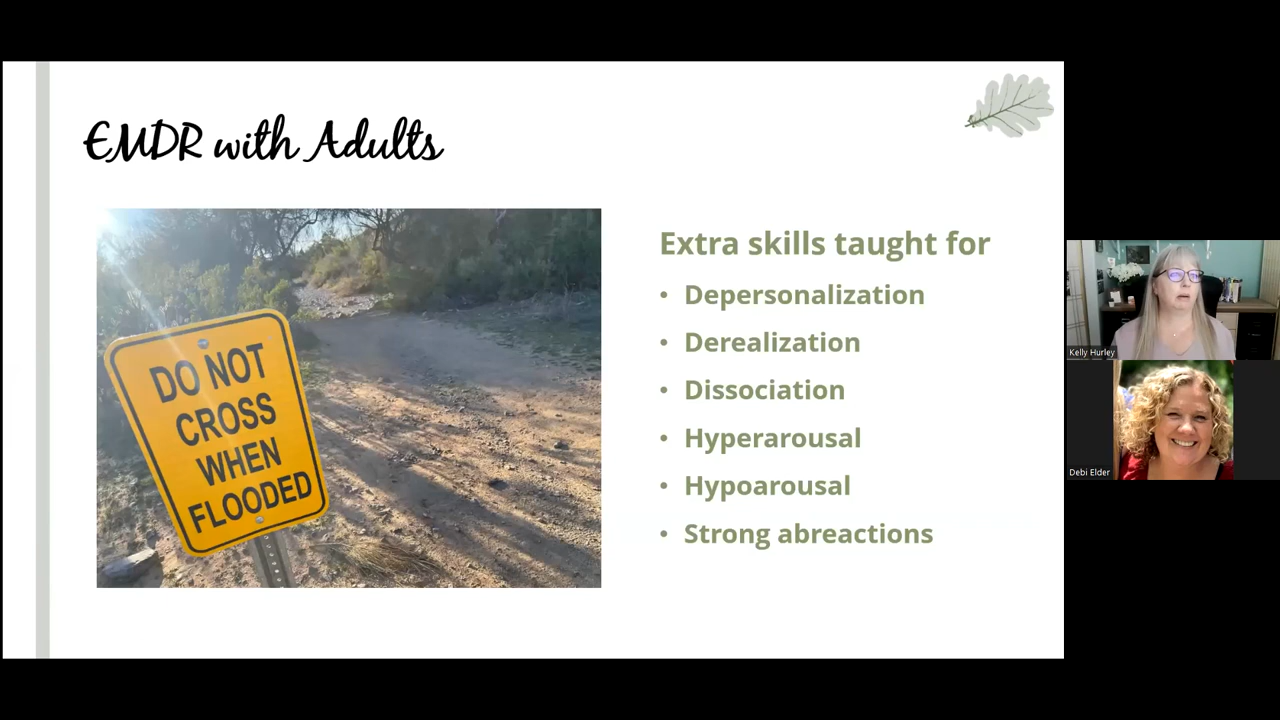 EMDR with Adults
DO NOT
CROSS
WHEN
FLOODED
Extra skills taught for
• Depersonalization
• Derealization
• Dissociation
• Hyperarousal
• Hypoarousal
• Strong abreactions
Kelly Hurley
Debi Elder